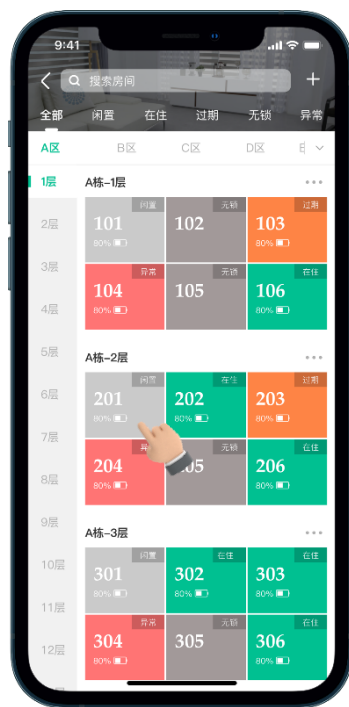 9:41
搜索房间
全部 闲置 在住 过期 无锁 异常
A区 B区 C区 D区
1层
2层
3层
4层
5层
6层
7层
8层
9层
10层
11层
12层
A栋-1层
闲置 无锁 过期
101 102 103
80% 80%
异常 无锁 在住
104 105 106
80% 80%
A栋-2层
闲置 在住 过期
201 202 203
80% 80% 80%
无锁 在住
204 05 206
80% 80%
A栋-3层
闲置 在住 在住
301 302 303
80% 80% 80%
异常 无锁 在住
304 305 306
80% 80%